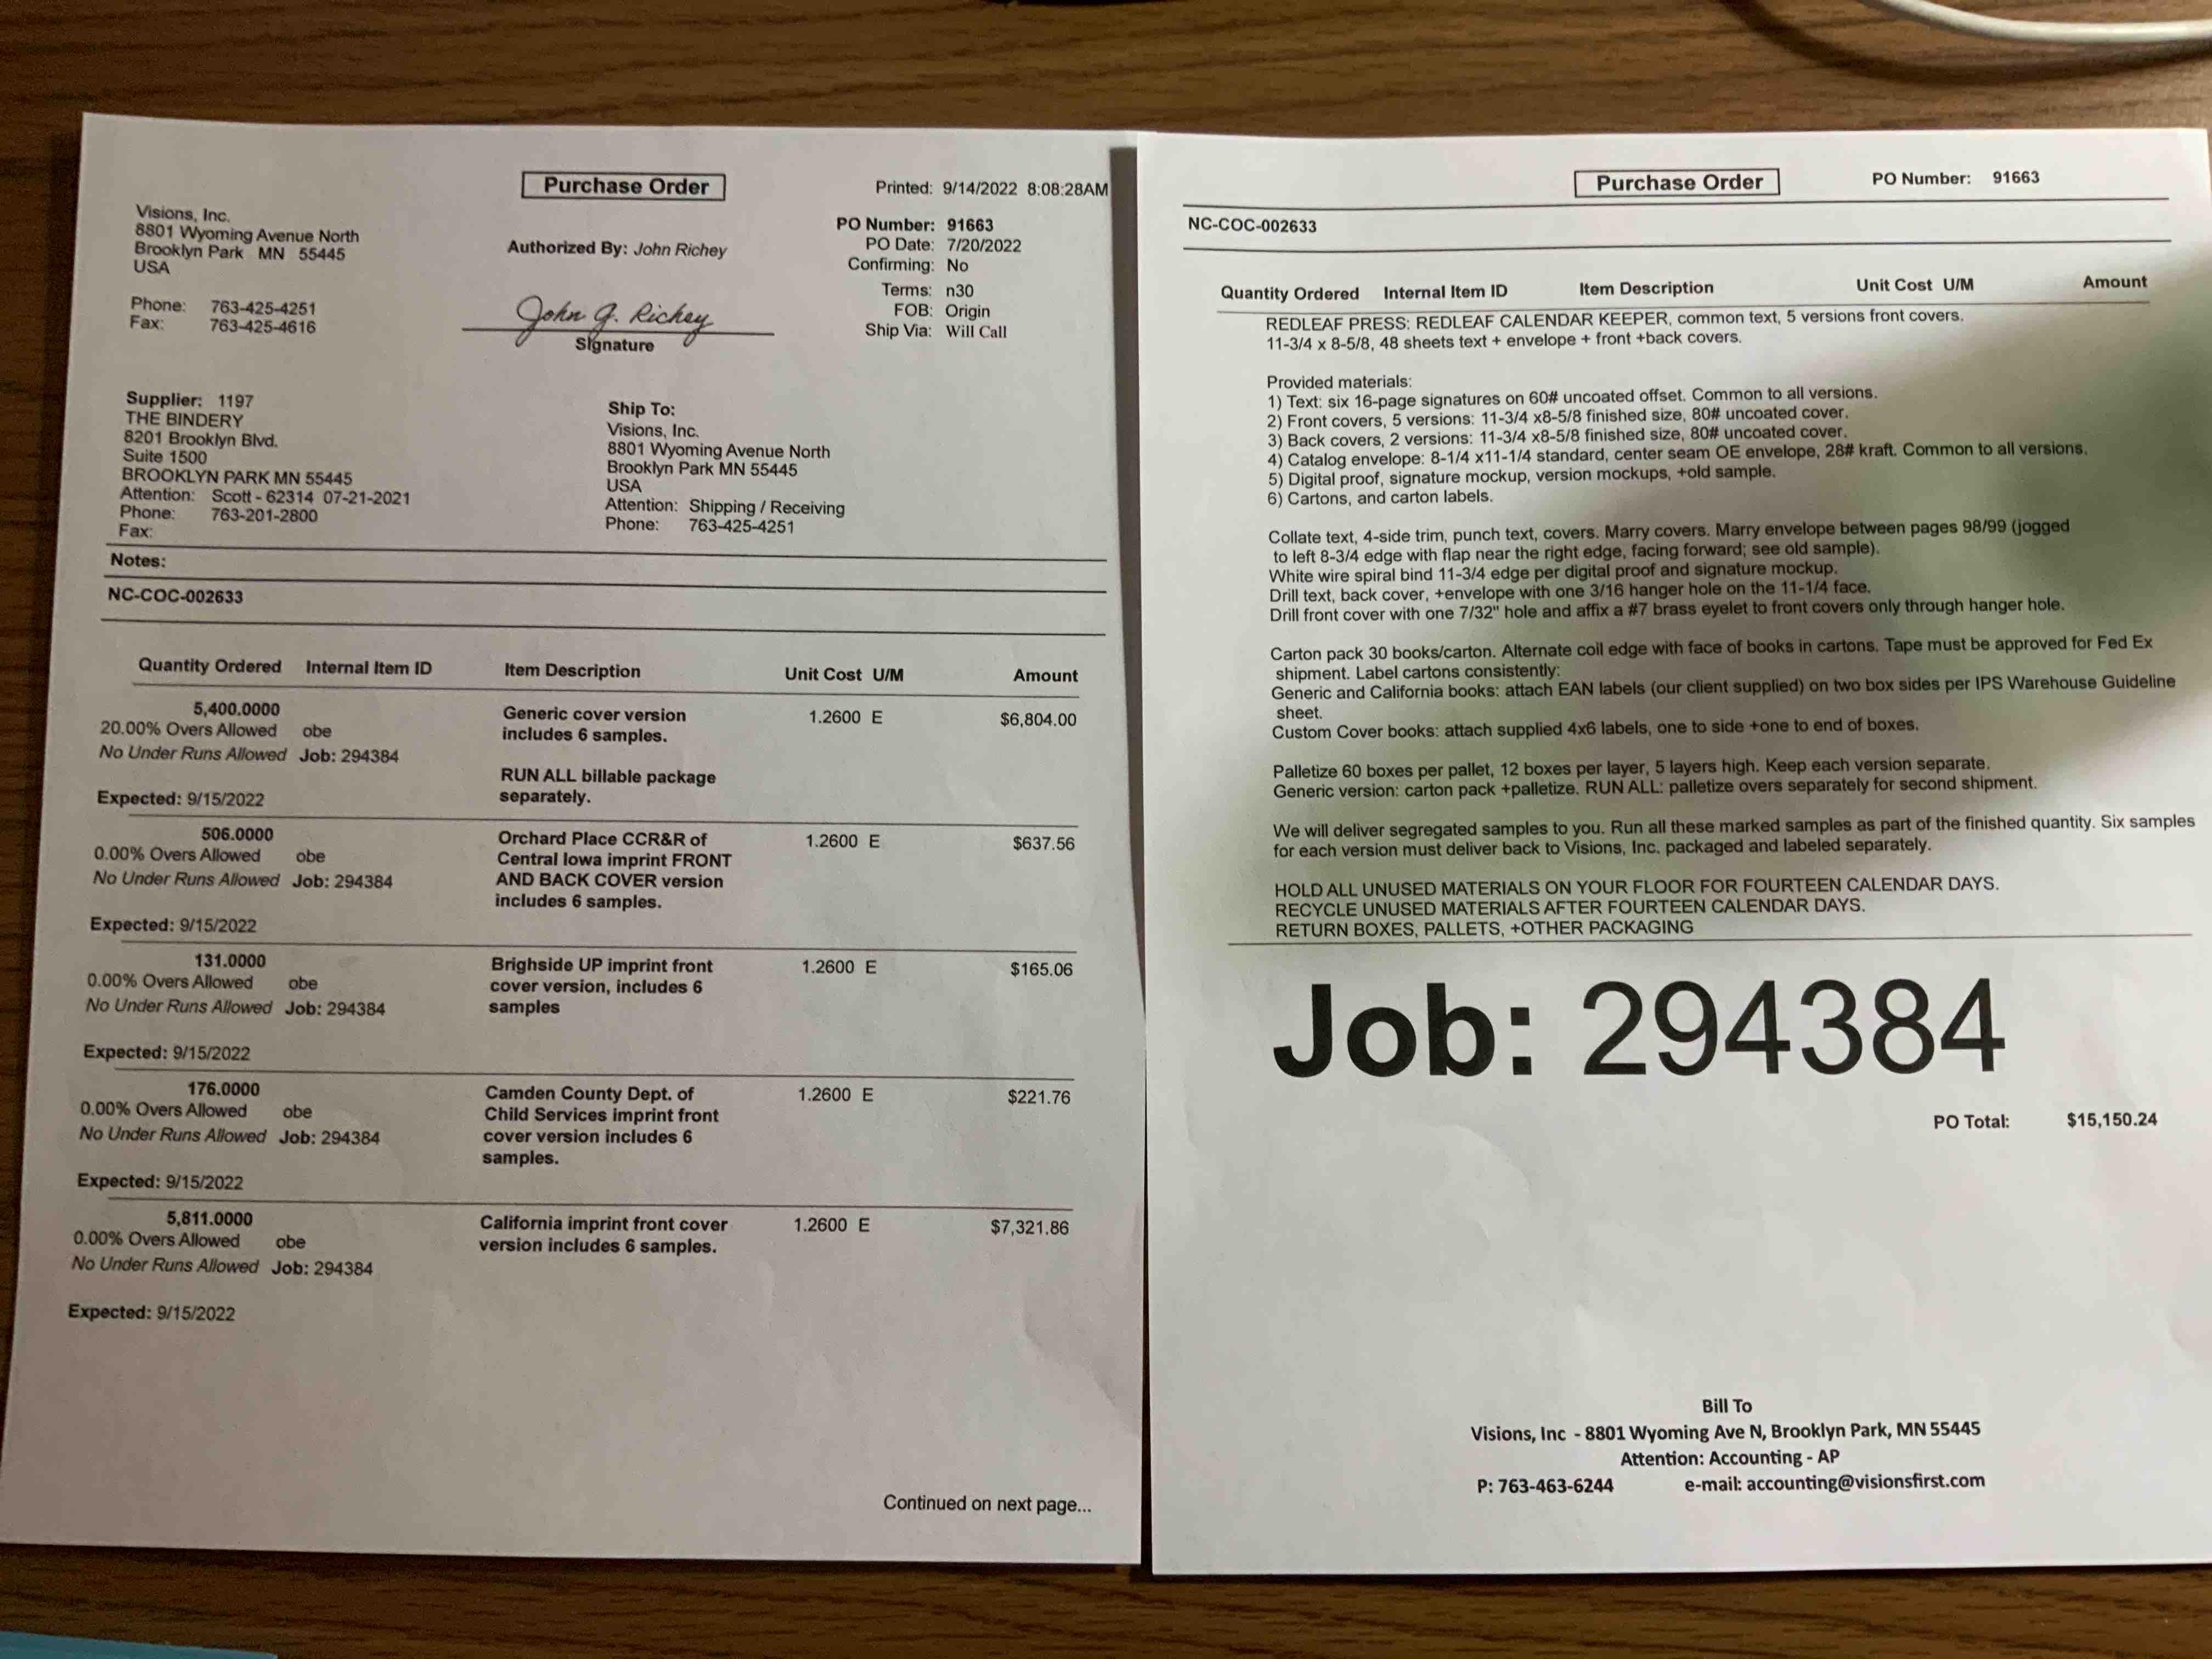 Purchase Order
Printed: 9/14/2022 8:08:28AM
Visions, Inc.
8801 Wyoming Avenue North
Brooklyn Park MN 55445
USA
Phone: 763-425-4251
Fax: 763-425-4616
Authorized By: John Richey
John G. Richey
Signature
PO Number: 91663
PO Date: 7/20/2022
Confirming: No
Terms: n30
FOB: Origin
Ship Via: Will Call
Supplier: 1197
THE BINDERY
8201 Brooklyn Blvd.
Suite 1500
BROOKLYN PARK MN 55445
Attention: Scott - 62314 07-21-2021
Phone: 763-201-2800
Fax:
Ship To:
Visions, Inc.
8801 Wyoming Avenue North
Brooklyn Park MN 55445
USA
Attention: Shipping / Receiving
Phone: 763-425-4251
Notes:
NC-COC-002633
Quantity Ordered Internal Item ID Item Description Unit Cost U/M Amount
5,400.0000 Generic cover version 1.2600 E $6,804.00
20.00% Overs Allowed obe includes 6 samples.
No Under Runs Allowed Job: 294384
RUN ALL billable package
Expected: 9/15/2022 separately.
506.0000 Orchard Place CCR&R of 1.2600 E $637.56
0.00% Overs Allowed obe Central Iowa imprint FRONT
No Under Runs Allowed Job: 294384 AND BACK COVER version
includes 6 samples.
Expected: 9/15/2022
131.0000 Brighside UP imprint front 1.2600 E $165.06
0.00% Overs Allowed obe cover version, includes 6
No Under Runs Allowed Job: 294384 samples
Expected: 9/15/2022
176.0000 Camden County Dept. of 1.2600 E $221.76
0.00% Overs Allowed obe Child Services imprint front
No Under Runs Allowed Job: 294384 cover version includes 6
samples.
Expected: 9/15/2022
5,811.0000 California imprint front cover 1.2600 E $7,321.86
0.00% Overs Allowed obe version includes 6 samples.
No Under Runs Allowed Job: 294384
Expected: 9/15/2022
Continued on next page...
Purchase Order PO Number: 91663
NC-COC-002633
Quantity Ordered Internal Item ID Item Description Unit Cost U/M Amount
REDLEAF PRESS: REDLEAF CALENDAR KEEPER, common text, 5 versions front covers.
11-3/4 x 8-5/8, 48 sheets text + envelope + front +back covers.
Provided materials:
1) Text: six 16-page signatures on 60# uncoated offset. Common to all versions.
2) Front covers, 5 versions: 11-3/4 x8-5/8 finished size, 80# uncoated cover.
3) Back covers, 2 versions: 11-3/4 x8-5/8 finished size, 80# uncoated cover.
4) Catalog envelope: 8-1/4 x11-1/4 standard, center seam OE envelope, 28# kraft. Common to all versions.
5) Digital proof, signature mockup, version mockups, +old sample.
6) Cartons, and carton labels.
Collate text, 4-side trim, punch text, covers. Marry covers. Marry envelope between pages 98/99 (jogged
to left 8-3/4 edge with flap near the right edge, facing forward; see old sample).
White wire spiral bind 11-3/4 edge per digital proof and signature mockup.
Drill text, back cover, +envelope with one 3/16 hanger hole on the 11-1/4 face.
Drill front cover with one 7/32" hole and affix a #7 brass eyelet to front covers only through hanger hole.
Carton pack 30 books/carton. Alternate coil edge with face of books in cartons. Tape must be approved for Fed Ex
shipment. Label cartons consistently:
Generic and California books: attach EAN labels (our client supplied) on two box sides per IPS Warehouse Guideline
sheet.
Custom Cover books: attach supplied 4x6 labels, one to side +one to end of boxes.
Palletize 60 boxes per pallet, 12 boxes per layer, 5 layers high. Keep each version separate.
Generic version: carton pack +palletize. RUN ALL: palletize overs separately for second shipment.
We will deliver segregated samples to you. Run all these marked samples as part of the finished quantity. Six samples
for each version must deliver back to Visions, Inc. packaged and labeled separately.
HOLD ALL UNUSED MATERIALS ON YOUR FLOOR FOR FOURTEEN CALENDAR DAYS.
RECYCLE UNUSED MATERIALS AFTER FOURTEEN CALENDAR DAYS.
RETURN BOXES, PALLETS, +OTHER PACKAGING
Job: 294384
PO Total: $15,150.24
Bill To
Visions, Inc - 8801 Wyoming Ave N, Brooklyn Park, MN 55445
Attention: Accounting - AP
P: 763-463-6244 e-mail: accounting@visionsfirst.com